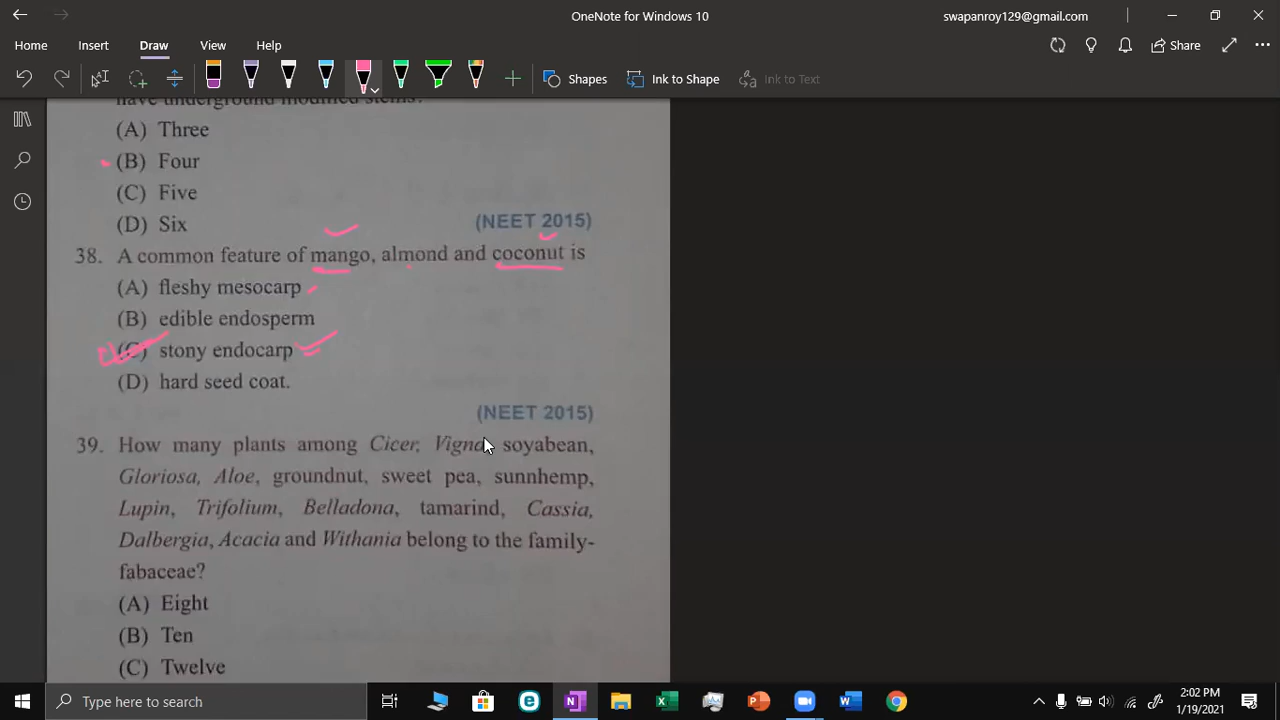 OneNote for Windows 10
swapanroy129@gmail.com
Home Insert Draw View Help
Share
Shapes Ink to Shape Ink to Text
have underground modified stems?
(A) Three
(B) Four
(C) Five
(D) Six (NEET 2015)
38. A common feature of mango, almond and coconut is
(A) fleshy mesocarp
(B) edible endosperm
(C) stony endocarp
(D) hard seed coat.
(NEET 2015)
39. How many plants among Cicer, Vigna soyabean,
Gloriosa, Aloe, groundnut, sweet pea, sunnhemp,
Lupin, Trifolium, Belladona, tamarind, Cassia,
Dalbergia, Acacia and Withania belong to the family-
fabaceae?
(A) Eight
(B) Ten
(C) Twelve
Type here to search
2:02 PM
1/19/2021